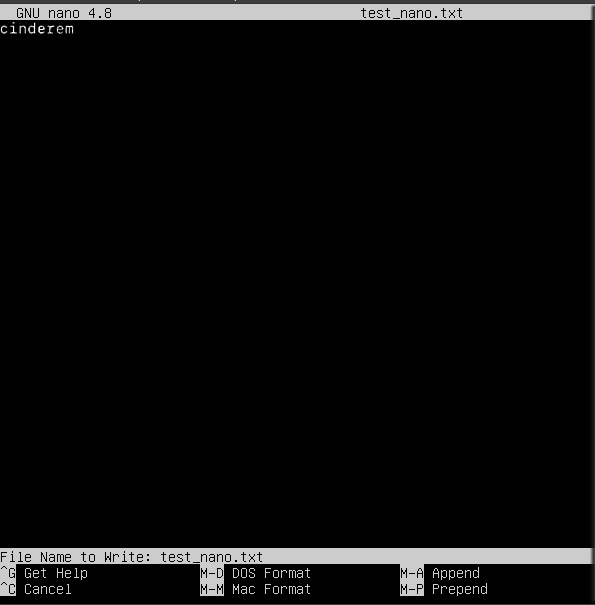 GNU nano 4.8 test_nano.txt
cinderem
File Name to Write: test_nano.txt
^G Get Help M-D DOS Format M-A Append
^C Cancel M-M Mac Format M-P Prepend